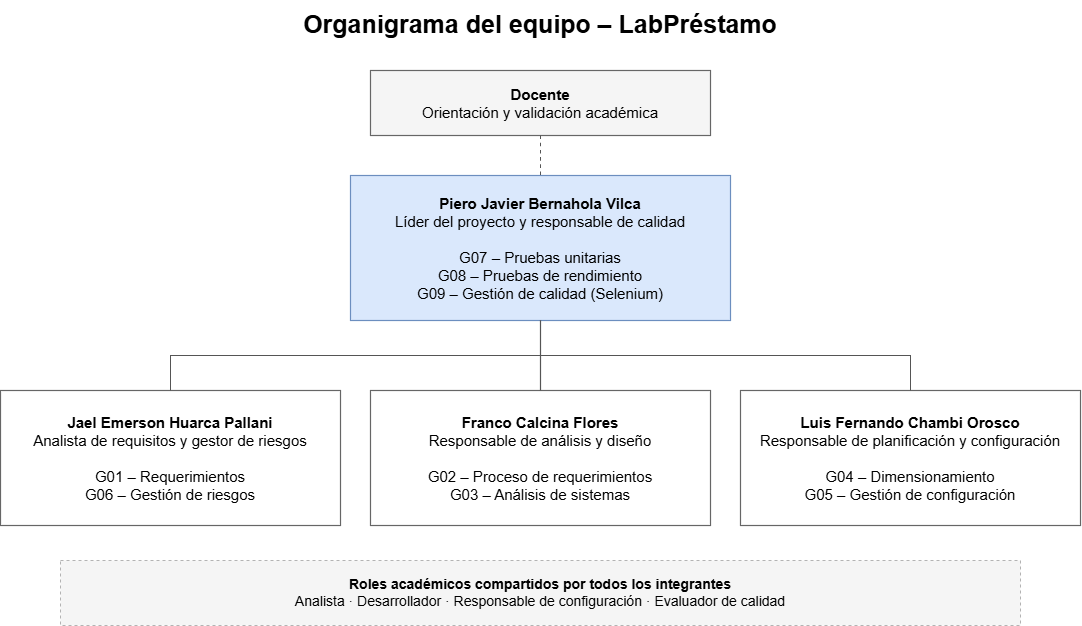 Organigrama del equipo – LabPréstamo
Docente
Orientación y validación académica
Piero Javier Bernahola Vilca
Líder del proyecto y responsable de calidad
G07 – Pruebas unitarias
G08 – Pruebas de rendimiento
G09 – Gestión de calidad (Selenium)
Jael Emerson Huarca Pallani
Analista de requisitos y gestor de riesgos
G01 – Requerimientos
G06 – Gestión de riesgos
Franco Calcina Flores
Responsable de análisis y diseño
G02 – Proceso de requerimientos
G03 – Análisis de sistemas
Luis Fernando Chambi Orosco
Responsable de planificación y configuración
G04 – Dimensionamiento
G05 – Gestión de configuración
Roles académicos compartidos por todos los integrantes
Analista · Desarrollador · Responsable de configuración · Evaluador de calidad